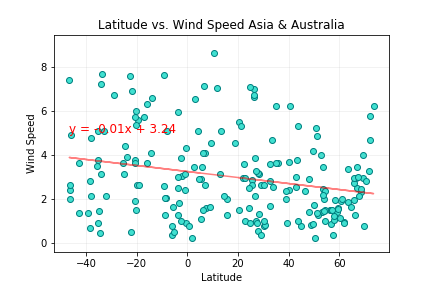 Latitude vs. Wind Speed Asia & Australia
8
6
y = -0.01x + 3.24
4
2
0
Wind Speed
−40 −20 0 20 40 60
Latitude